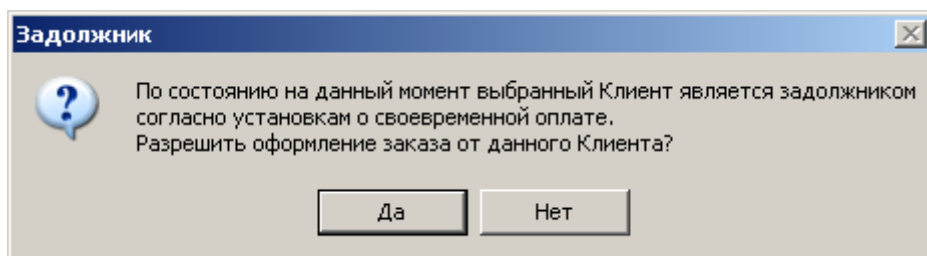 Задолжник
По состоянию на данный момент выбранный Клиент является задолжником
согласно установкам о своевременной оплате.
Разрешить оформление заказа от данного Клиента?
Да
Нет